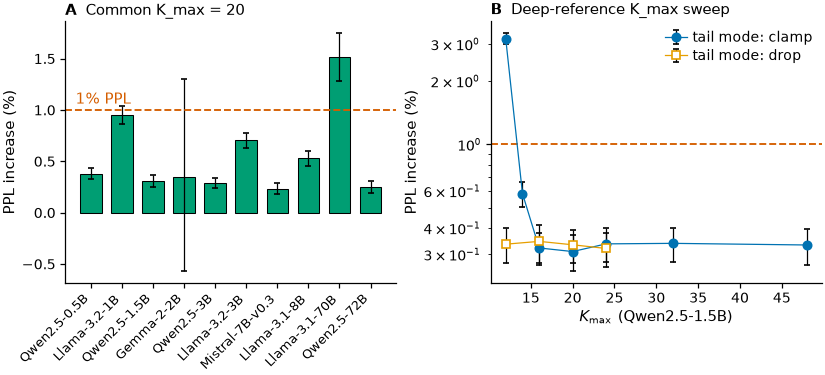 A Common K_max = 20
PPL increase (%)
1.5
1.0
0.5
0.0
−0.5
1% PPL
Qwen2.5-0.5B
Llama-3.2-1B
Qwen2.5-1.5B
Gemma-2-2B
Qwen2.5-3B
Llama-3.2-3B
Mistral-7B-v0.3
Llama-3.1-8B
Llama-3.1-70B
Qwen2.5-72B
B Deep-reference K_max sweep
tail mode: clamp
tail mode: drop
PPL increase (%)
3 × 10⁰
2 × 10⁰
10⁰
6 × 10⁻¹
4 × 10⁻¹
3 × 10⁻¹
15 20 25 30 35 40 45
Kmax (Qwen2.5-1.5B)